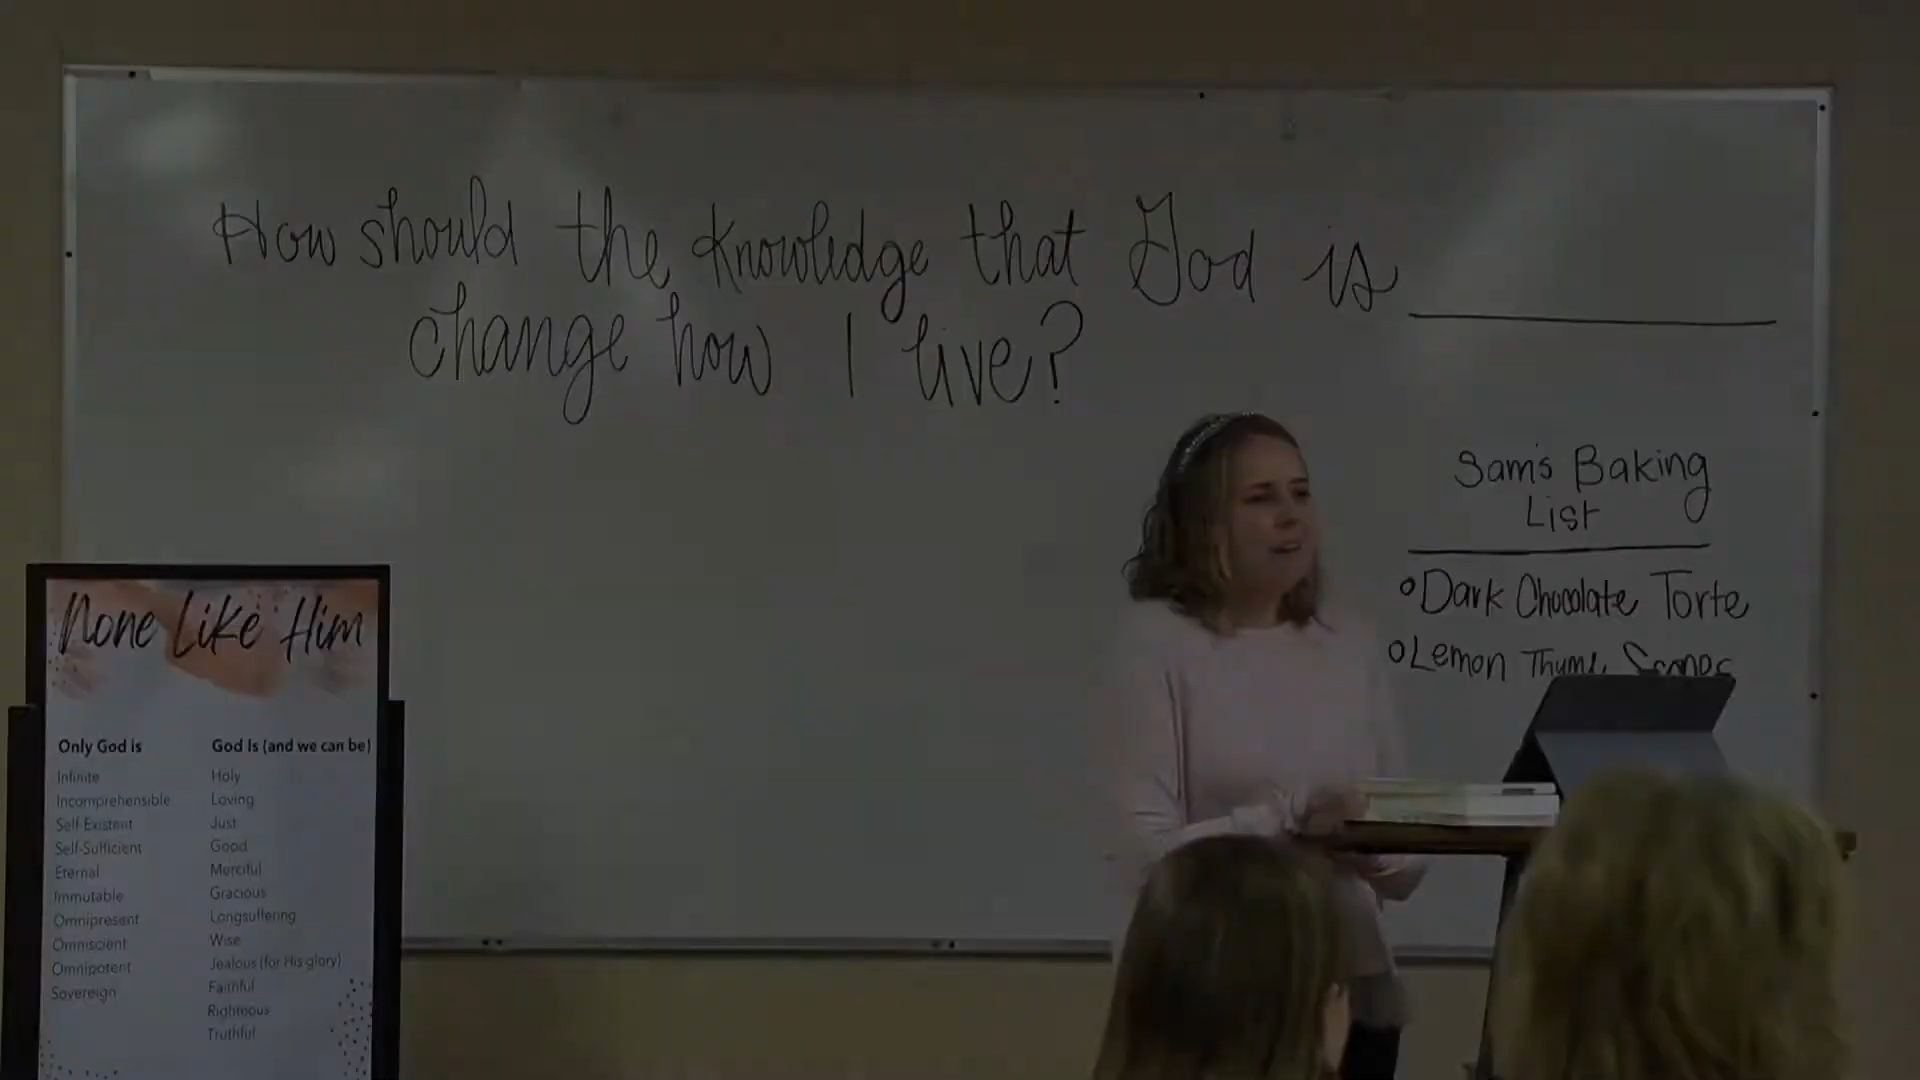 How should the knowledge that God is
change how I live?
Sam's Baking
List
Dark Chocolate Torte
Lemon Thyme Scones
None Like Him
Only God is
Infinite
Incomprehensible
Self-Existent
Self-Sufficient
Eternal
Immutable
Omnipresent
Omniscient
Omnipotent
Sovereign
God Is (and we can be)
Holy
Loving
Just
Good
Merciful
Gracious
Longsuffering
Wise
Jealous (for His glory)
Faithful
Righteous
Truthful